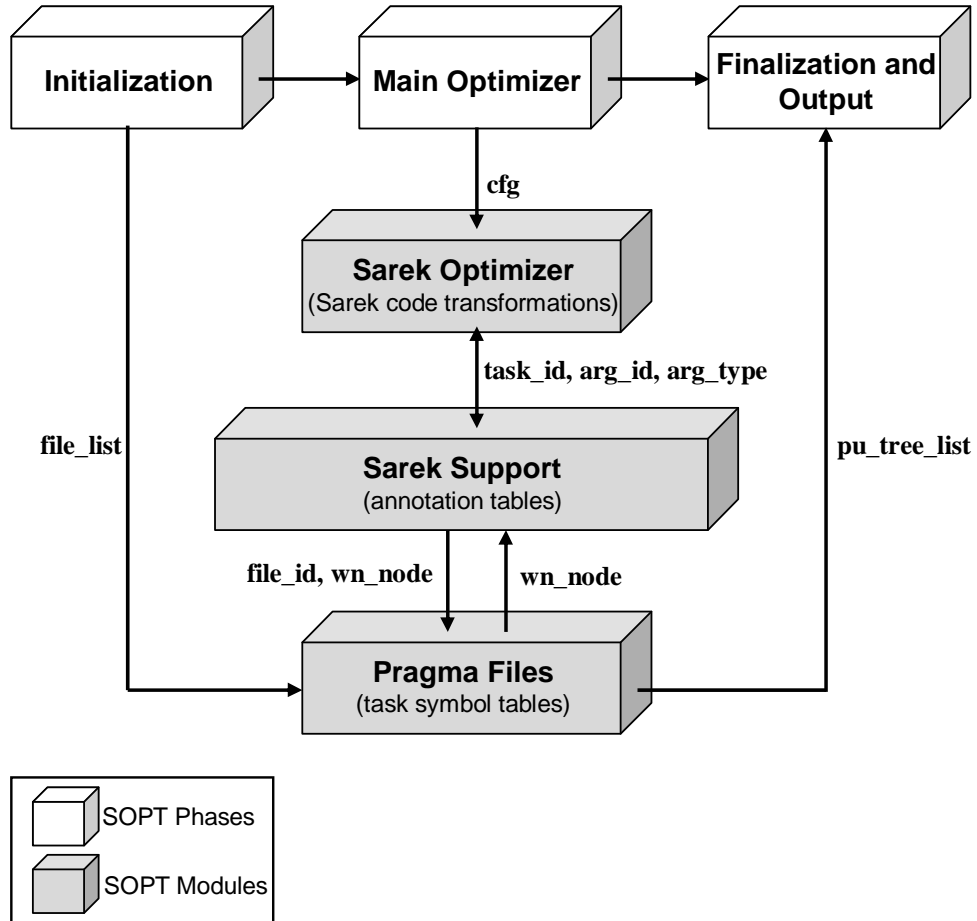 Initialization
Main Optimizer
Finalization and
Output
cfg
Sarek Optimizer
(Sarek code transformations)
task_id, arg_id, arg_type
file_list
pu_tree_list
Sarek Support
(annotation tables)
file_id, wn_node
wn_node
Pragma Files
(task symbol tables)
SOPT Phases
SOPT Modules